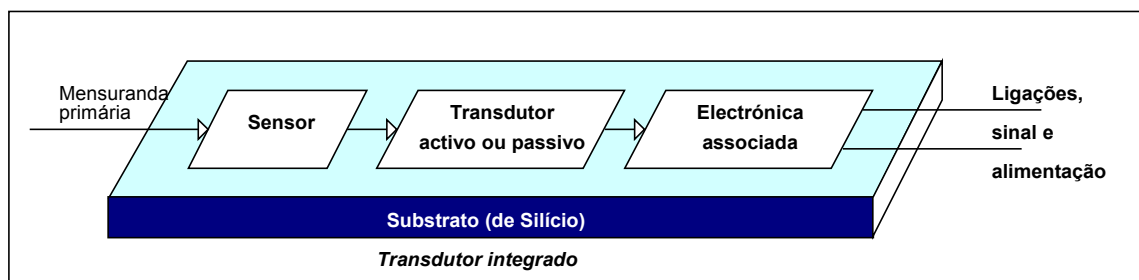 Mensuranda
primária
Sensor
Transdutor
activo ou passivo
Electrónica
associada
Ligações,
sinal e
alimentação
Substrato (de Silício)
Transdutor integrado